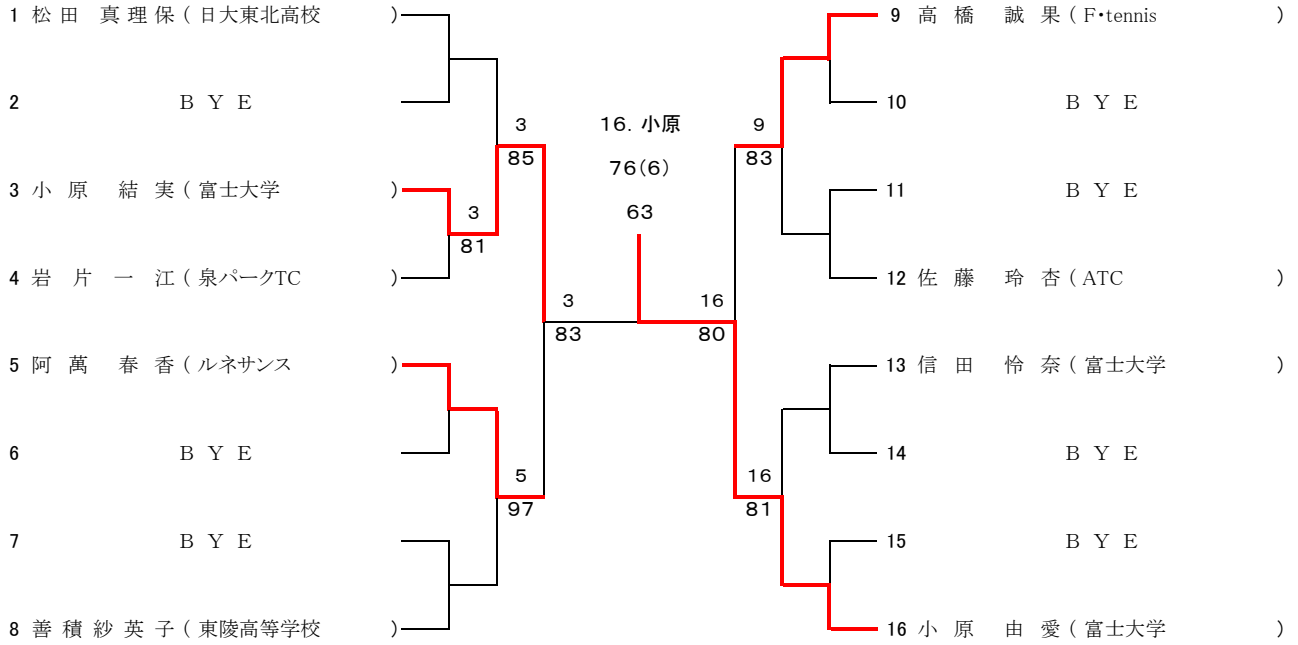 1 松田 真理保 ( 日大東北高校 )
2 BYE
3
85
3 小原 結実 ( 富士大学 )
3
81
4 岩片 一江 ( 泉パークTC )
3
83
5 阿萬 春香 ( ルネサンス )
6 BYE
5
97
7 BYE
8 善積 紗英子 ( 東陵高等学校 )
16. 小原
76(6)
63
9 高橋 誠果 ( F・tennis )
10 BYE
9
83
11 BYE
12 佐藤 玲杏 ( ATC )
16
80
13 信田 怜奈 ( 富士大学 )
14 BYE
16
81
15 BYE
16 小原 由愛 ( 富士大学 )